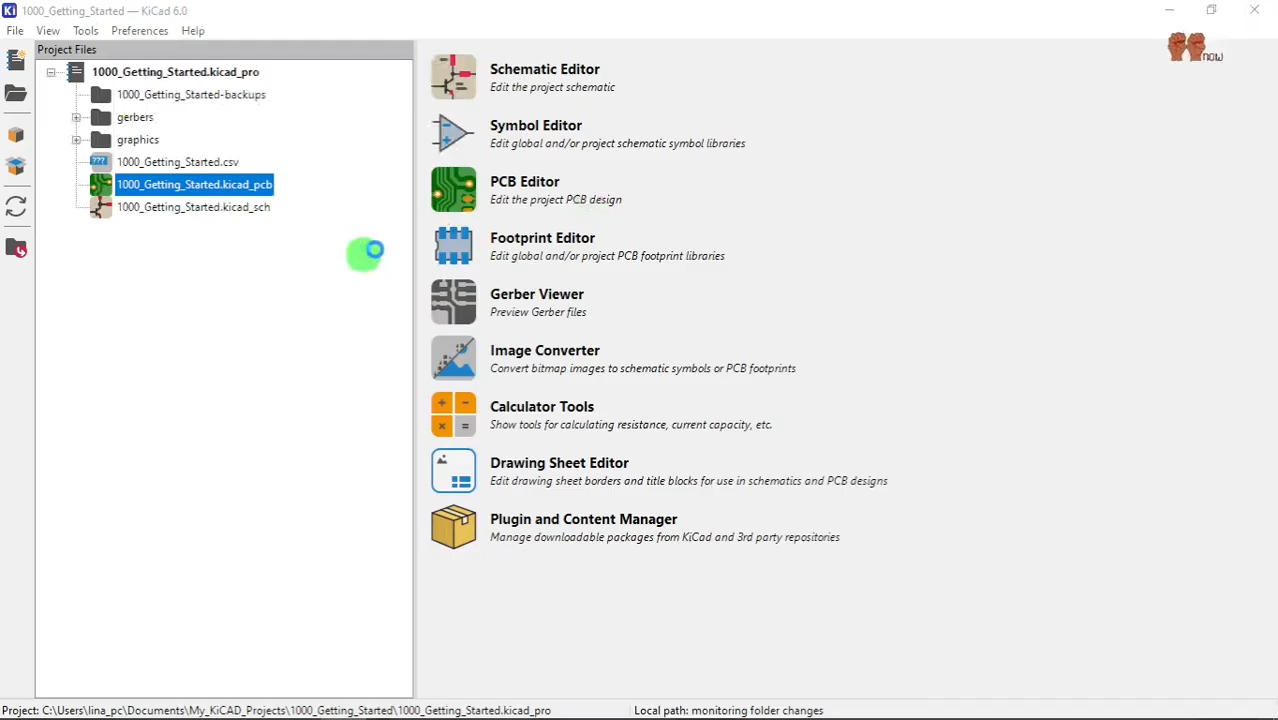 1000_Getting_Started — KiCad 6.0
File View Tools Preferences Help
Project Files
1000_Getting_Started.kicad_pro
1000_Getting_Started-backups
gerbers
graphics
???
1000_Getting_Started.csv
1000_Getting_Started.kicad_pcb
1000_Getting_Started.kicad_sch
Schematic Editor
Edit the project schematic
Symbol Editor
Edit global and/or project schematic symbol libraries
PCB Editor
Edit the project PCB design
Footprint Editor
Edit global and/or project PCB footprint libraries
Gerber Viewer
Preview Gerber files
Image Converter
Convert bitmap images to schematic symbols or PCB footprints
Calculator Tools
Show tools for calculating resistance, current capacity, etc.
Drawing Sheet Editor
Edit drawing sheet borders and title blocks for use in schematics and PCB designs
Plugin and Content Manager
Manage downloadable packages from KiCad and 3rd party repositories
now
Project: C:\Users\lina_pc\Documents\My_KiCAD_Projects\1000_Getting_Started\1000_Getting_Started.kicad_pro
Local path: monitoring folder changes